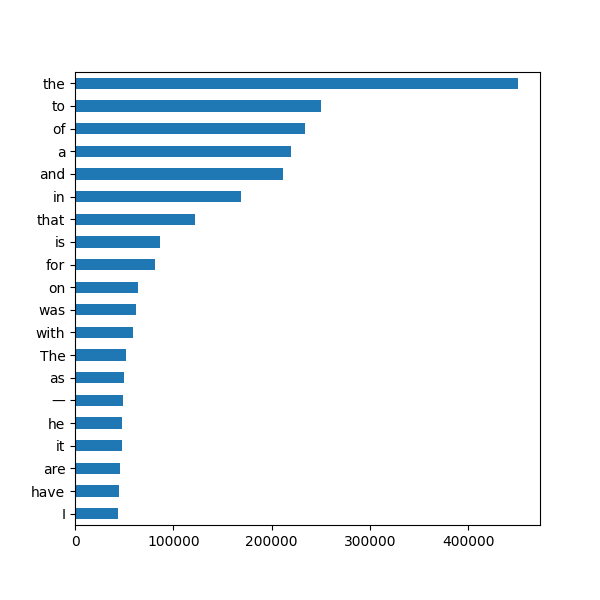 the
to
of
a
and
in
that
is
for
on
was
with
The
as
—
he
it
are
have
I
0 100000 200000 300000 400000